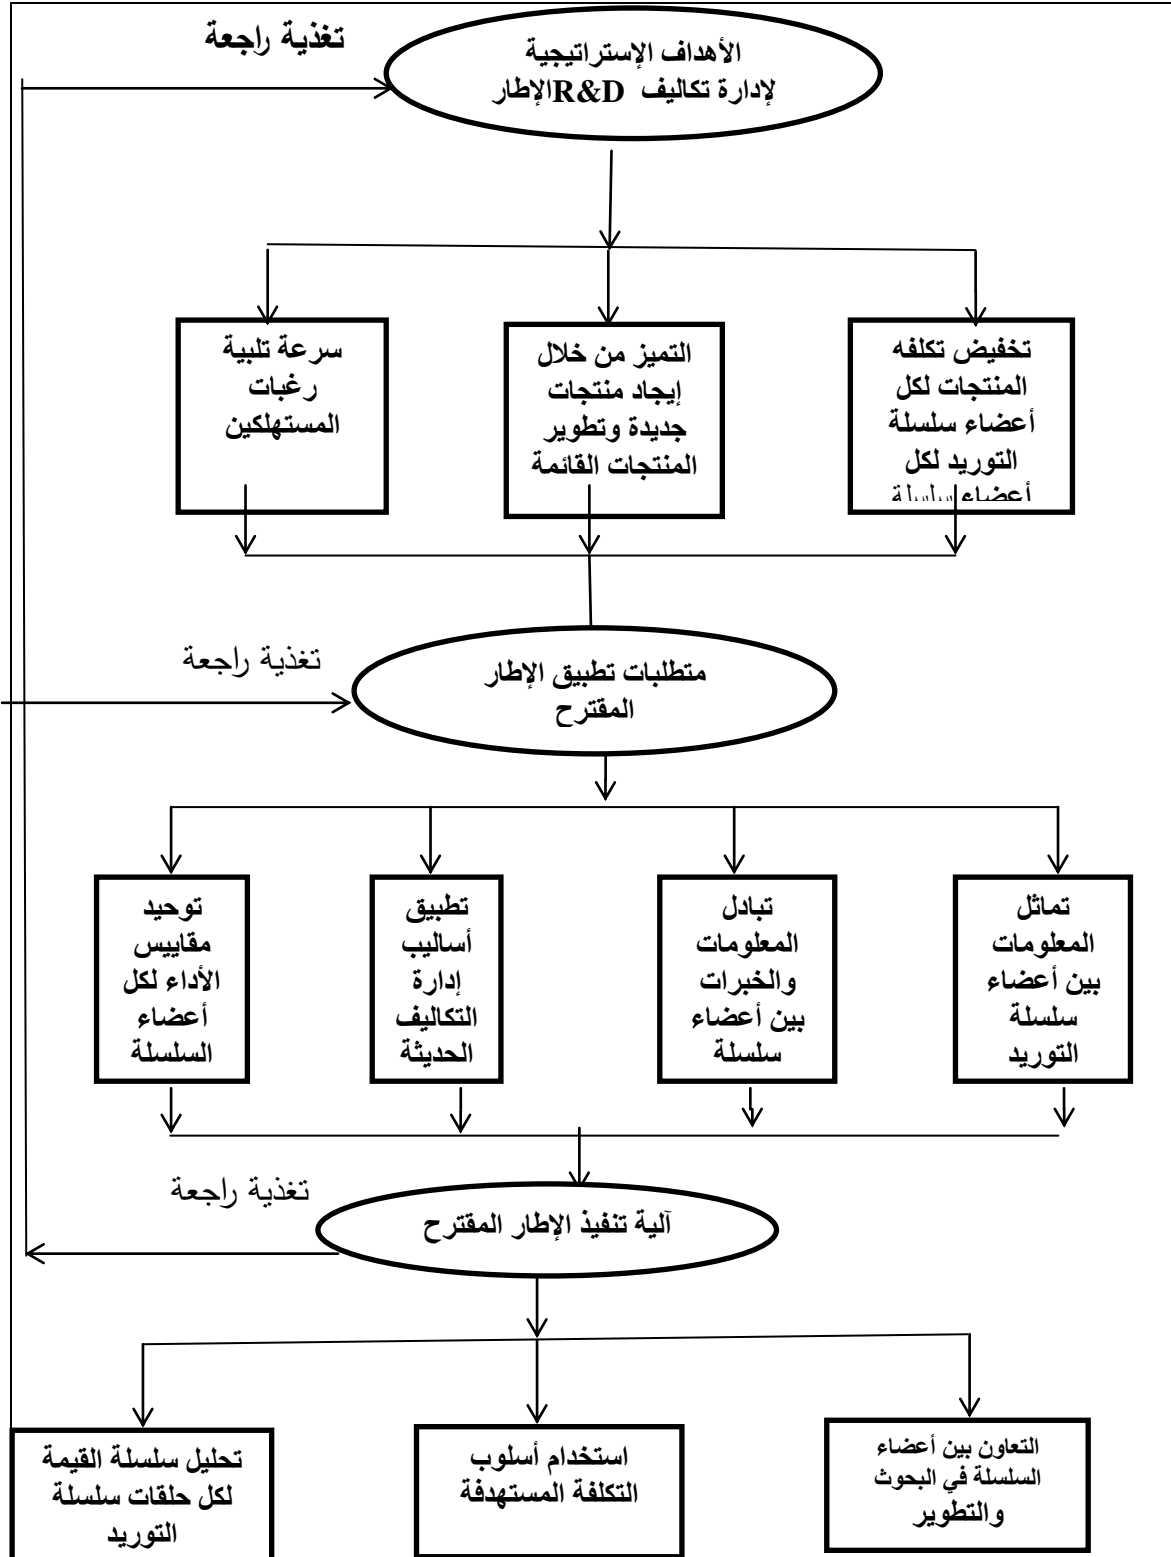 تغذية راجعة
الأهداف الإستراتيجية
لإدارة تكاليف R&D الإطار
تخفيض تكلفه
المنتجات لكل
أعضاء سلسلة
التوريد لكل
أعضاء سلسلة
التميز من خلال
إيجاد منتجات
جديدة وتطوير
المنتجات القائمة
سرعة تلبية
رغبات
المستهلكين
تغذية راجعة
متطلبات تطبيق الإطار
المقترح
تماثل
المعلومات
بين أعضاء
سلسلة
التوريد
تبادل
المعلومات
والخبرات
بين أعضاء
سلسلة
تطبيق
أساليب
إدارة
التكاليف
الحديثة
توحيد
مقاييس
الأداء لكل
أعضاء
السلسلة
تغذية راجعة
آلية تنفيذ الإطار المقترح
التعاون بين أعضاء
السلسلة في البحوث
والتطوير
استخدام أسلوب
التكلفة المستهدفة
تحليل سلسلة القيمة
لكل حلقات سلسلة
التوريد